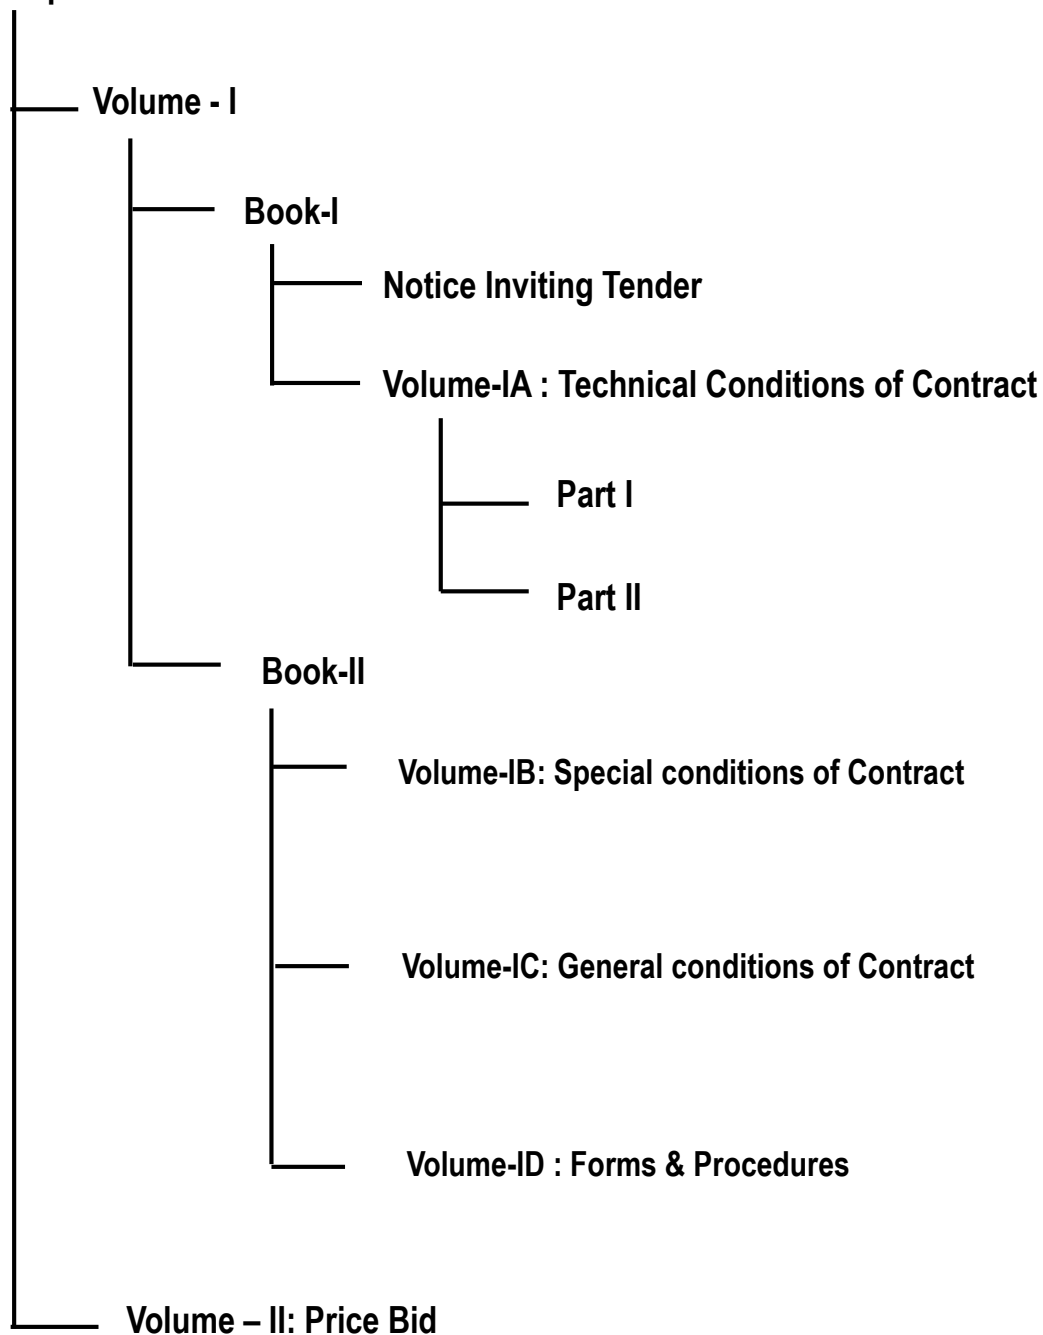 Volume - I
Book-I
Notice Inviting Tender
Volume-IA : Technical Conditions of Contract
Part I
Part II
Book-II
Volume-IB: Special conditions of Contract
Volume-IC: General conditions of Contract
Volume-ID : Forms & Procedures
Volume – II: Price Bid